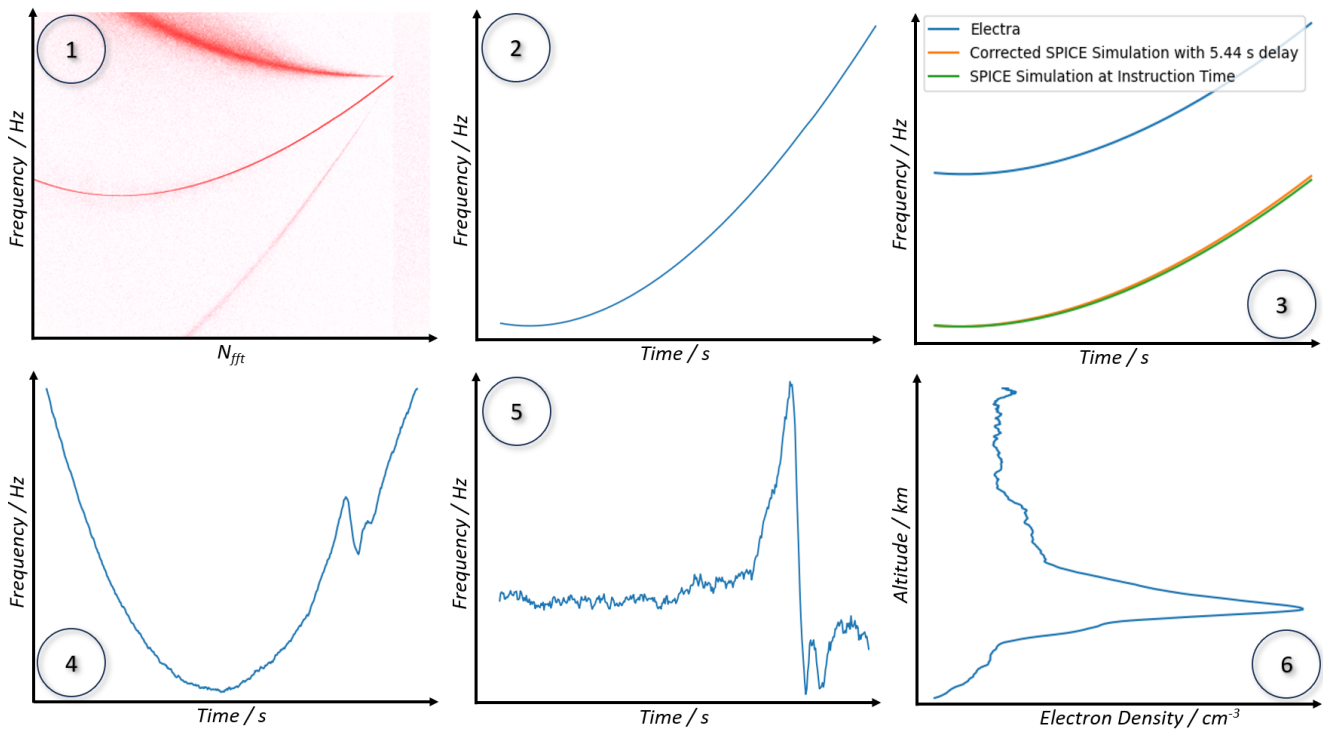 1
Frequency / Hz
N_fft
2
Frequency / Hz
Time / s
Electra
Corrected SPICE Simulation with 5.44 s delay
SPICE Simulation at Instruction Time
3
Frequency / Hz
Time / s
4
Frequency / Hz
Time / s
5
Frequency / Hz
Time / s
6
Altitude / km
Electron Density / cm⁻³